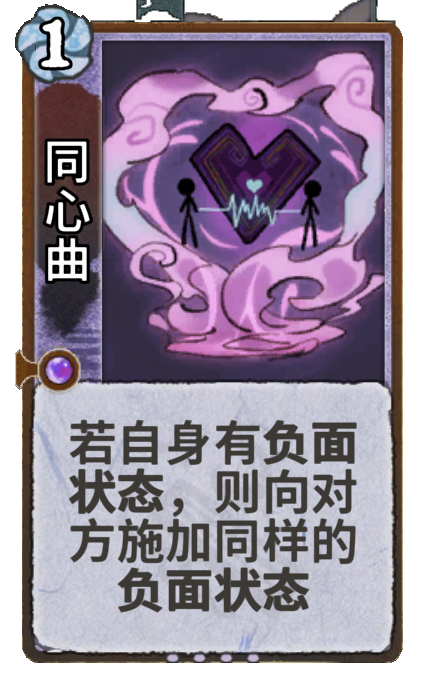 1
同心曲
若自身有负面
状态，则向对
方施加同样的
负面状态